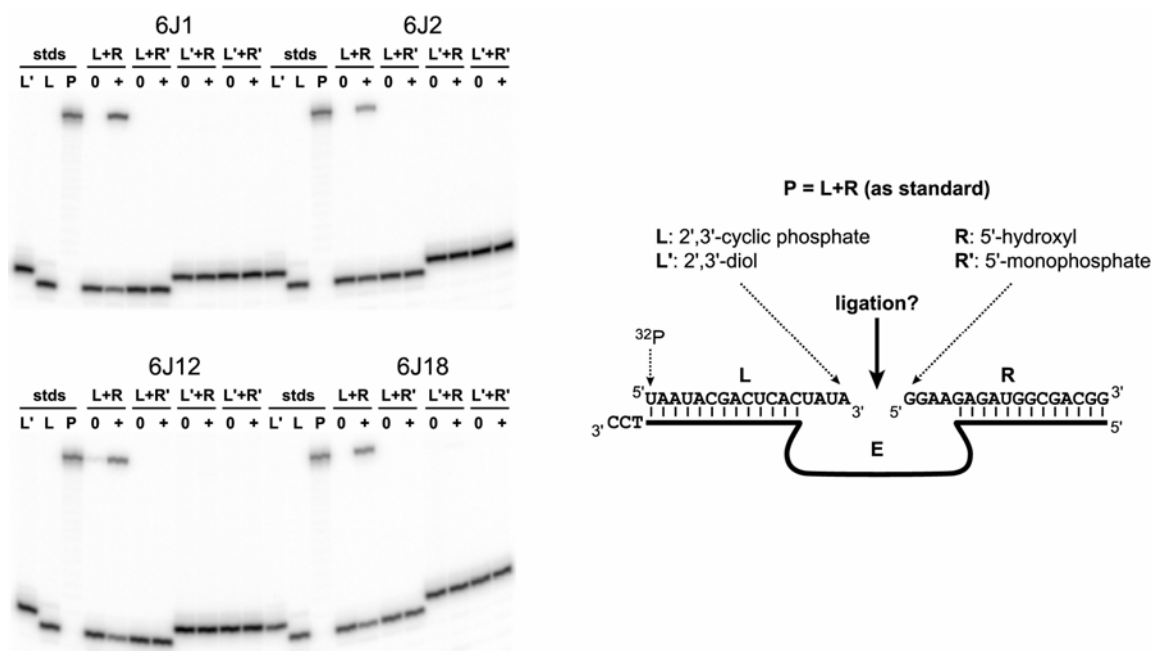 6J1
6J2
stds L+R L+R' L'+R L'+R' stds L+R L+R' L'+R L'+R'
L' L P 0 + 0 + 0 + 0 + L' L P 0 + 0 + 0 + 0 +
6J12
6J18
stds L+R L+R' L'+R L'+R' stds L+R L+R' L'+R L'+R'
L' L P 0 + 0 + 0 + 0 + L' L P 0 + 0 + 0 + 0 +
P = L+R (as standard)
L: 2',3'-cyclic phosphate
L': 2',3'-diol
R: 5'-hydroxyl
R': 5'-monophosphate
ligation?
32P
L
R
5' UAAUACGACUCACUAUA 3'
5' GGAAGAGAUGGCGACGG 3'
3' CCT
5'
E